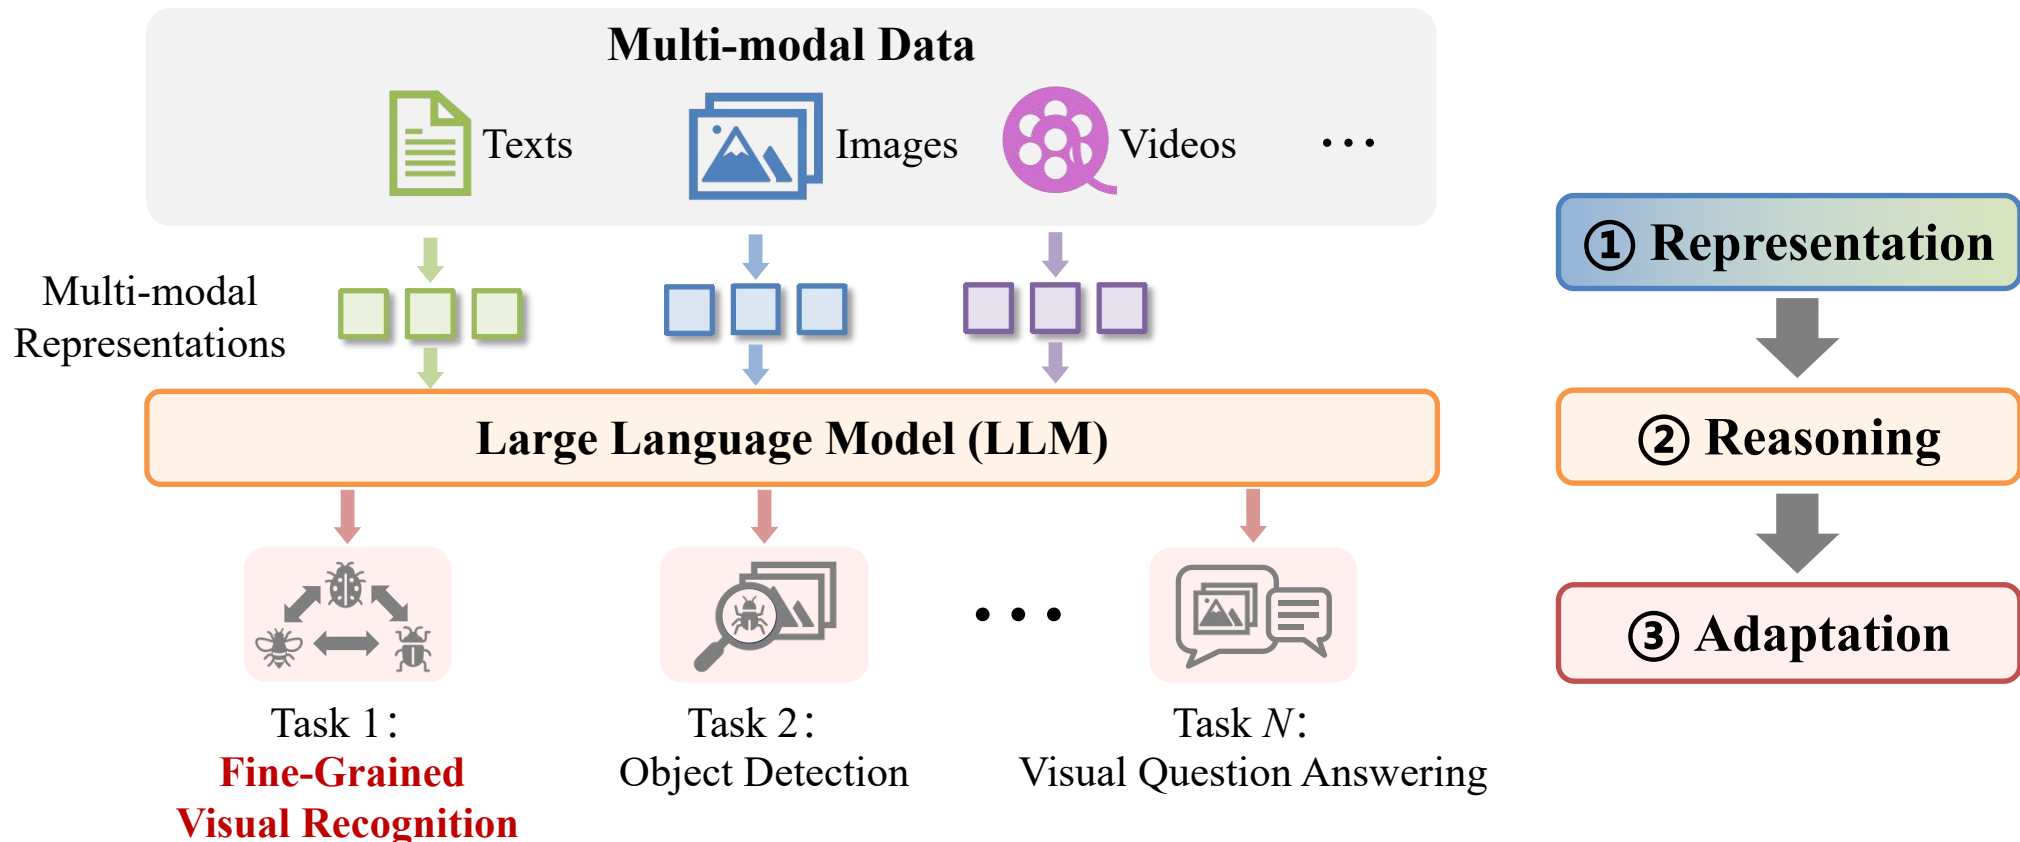 Multi-modal Data
Texts
Images
Videos
...
Multi-modal
Representations
Large Language Model (LLM)
...
Task 1:
Fine-Grained
Visual Recognition
Task 2:
Object Detection
Task N:
Visual Question Answering
① Representation
② Reasoning
③ Adaptation